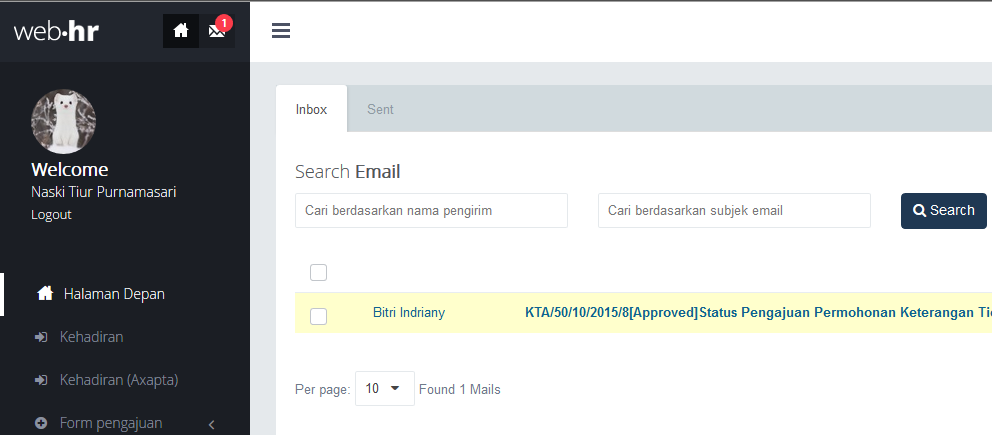 web·hr
1
Inbox
Sent
Welcome
Naski Tiur Purnamasari
Logout
Search Email
Cari berdasarkan nama pengirim
Cari berdasarkan subjek email
Search
Halaman Depan
Kehadiran
Kehadiran (Axapta)
Form pengajuan
Bitri Indriany
KTA/50/10/2015/8[Approved]Status Pengajuan Permohonan Keterangan
Per page: 10 Found 1 Mails